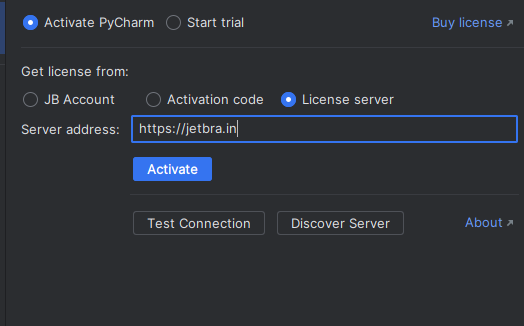 Activate PyCharm Start trial Buy license ↗
Get license from:
JB Account Activation code License server
Server address: https://jetbra.in
Activate
Test Connection Discover Server About ↗